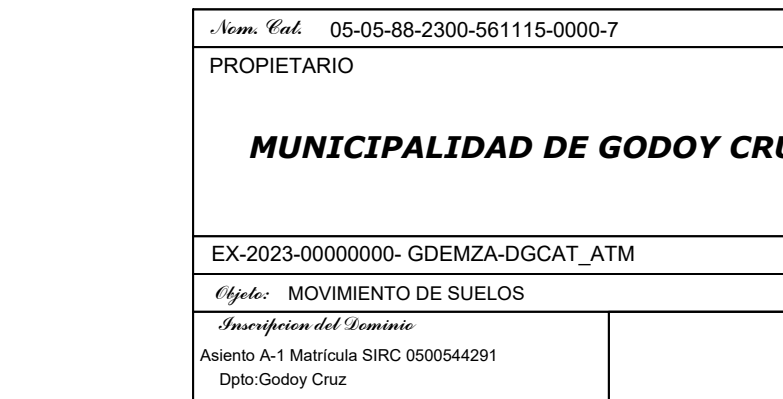 Nom. Cat. 05-05-88-2300-561115-0000-7
PROPIETARIO
MUNICIPALIDAD DE GODOY CRU
EX-2023-00000000- GDEMZA-DGCAT_ATM
Objeto: MOVIMIENTO DE SUELOS
Inscripcion del Dominio
Asiento A-1 Matrícula SIRC 0500544291
Dpto:Godoy Cruz